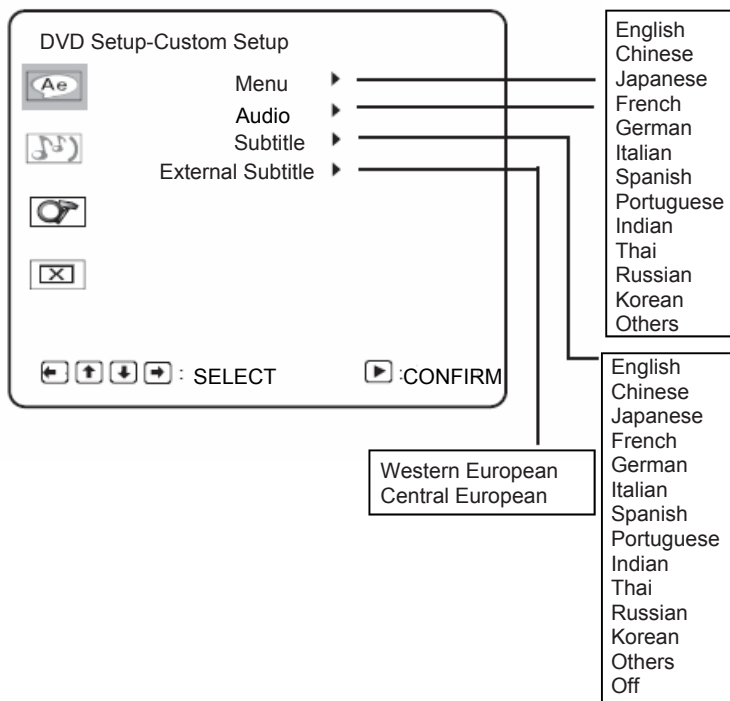 DVD Setup-Custom Setup
Ae
Menu
Audio
Subtitle
External Subtitle
: SELECT
:CONFIRM
English
Chinese
Japanese
French
German
Italian
Spanish
Portuguese
Indian
Thai
Russian
Korean
Others
Western European
Central European
English
Chinese
Japanese
French
German
Italian
Spanish
Portuguese
Indian
Thai
Russian
Korean
Others
Off